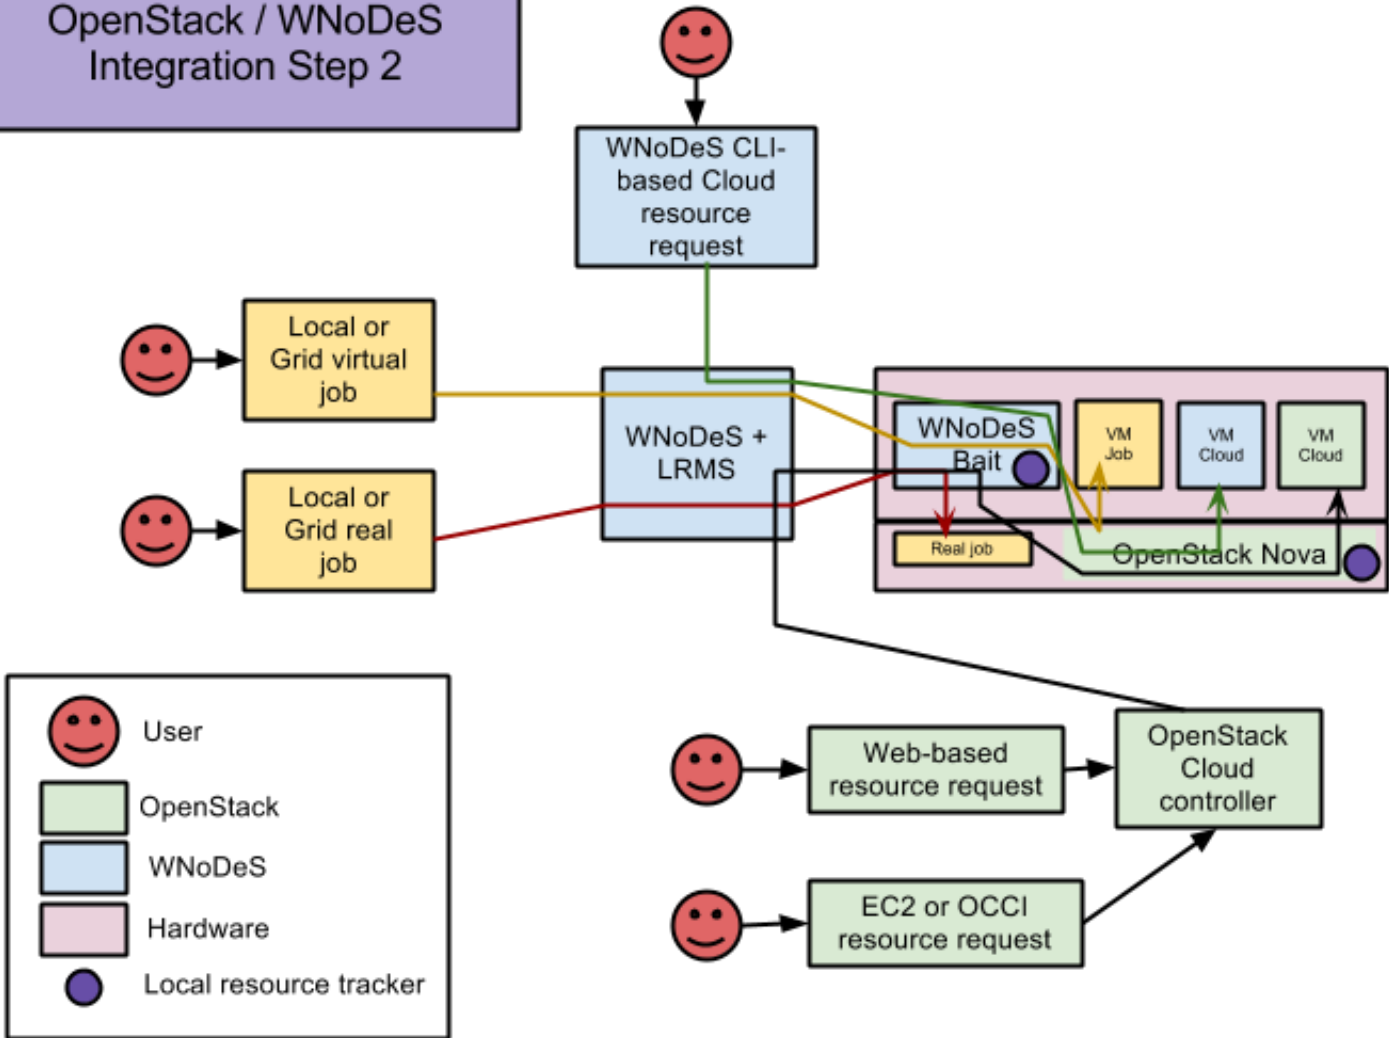 OpenStack / WNoDeS
Integration Step 2
WNoDeS CLI-
based Cloud
resource
request
Local or
Grid virtual
job
WNoDeS +
LRMS
WNoDeS
Bait
VM
Job
VM
Cloud
VM
Cloud
Local or
Grid real
job
Real job
OpenStack Nova
User
OpenStack
WNoDeS
Hardware
Local resource tracker
Web-based
resource request
OpenStack
Cloud
controller
EC2 or OCCI
resource request